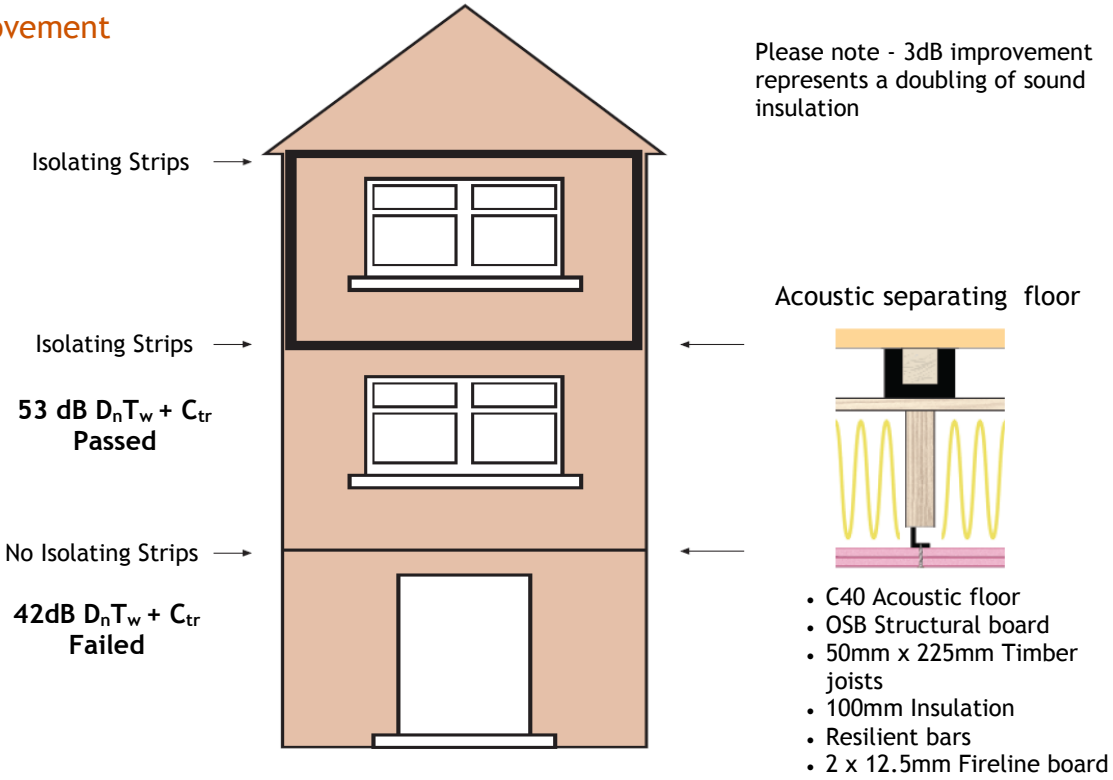 ovement
Please note - 3dB improvement
represents a doubling of sound
insulation
Isolating Strips
Isolating Strips
53 dB DnTw + Ctr
Passed
No Isolating Strips
42dB DnTw + Ctr
Failed
Acoustic separating floor
• C40 Acoustic floor
• OSB Structural board
• 50mm x 225mm Timber
joists
• 100mm Insulation
• Resilient bars
• 2 x 12.5mm Fireline board